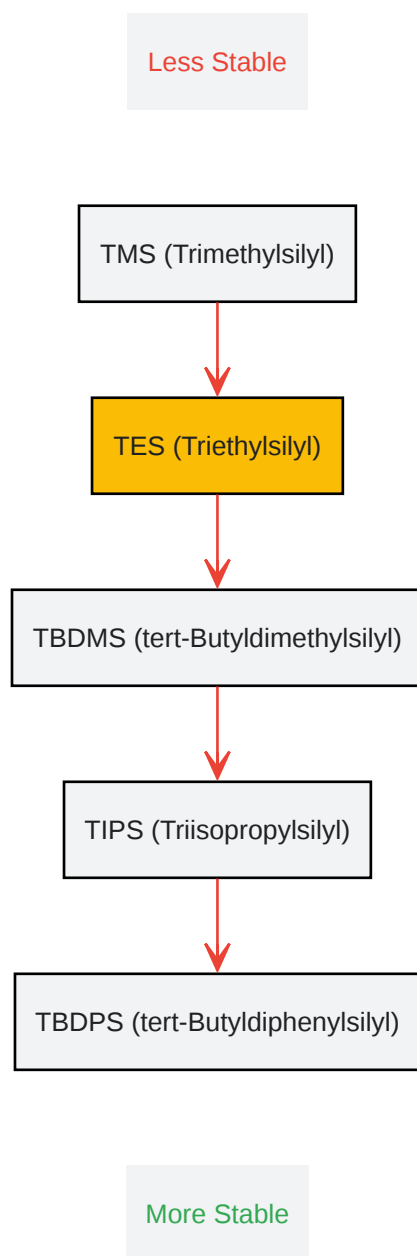 Less Stable
TMS (Trimethylsilyl)
TES (Triethylsilyl)
TBDMS (tert-Butyldimethylsilyl)
TIPS (Triisopropylsilyl)
TBDPS (tert-Butyldiphenylsilyl)
More Stable